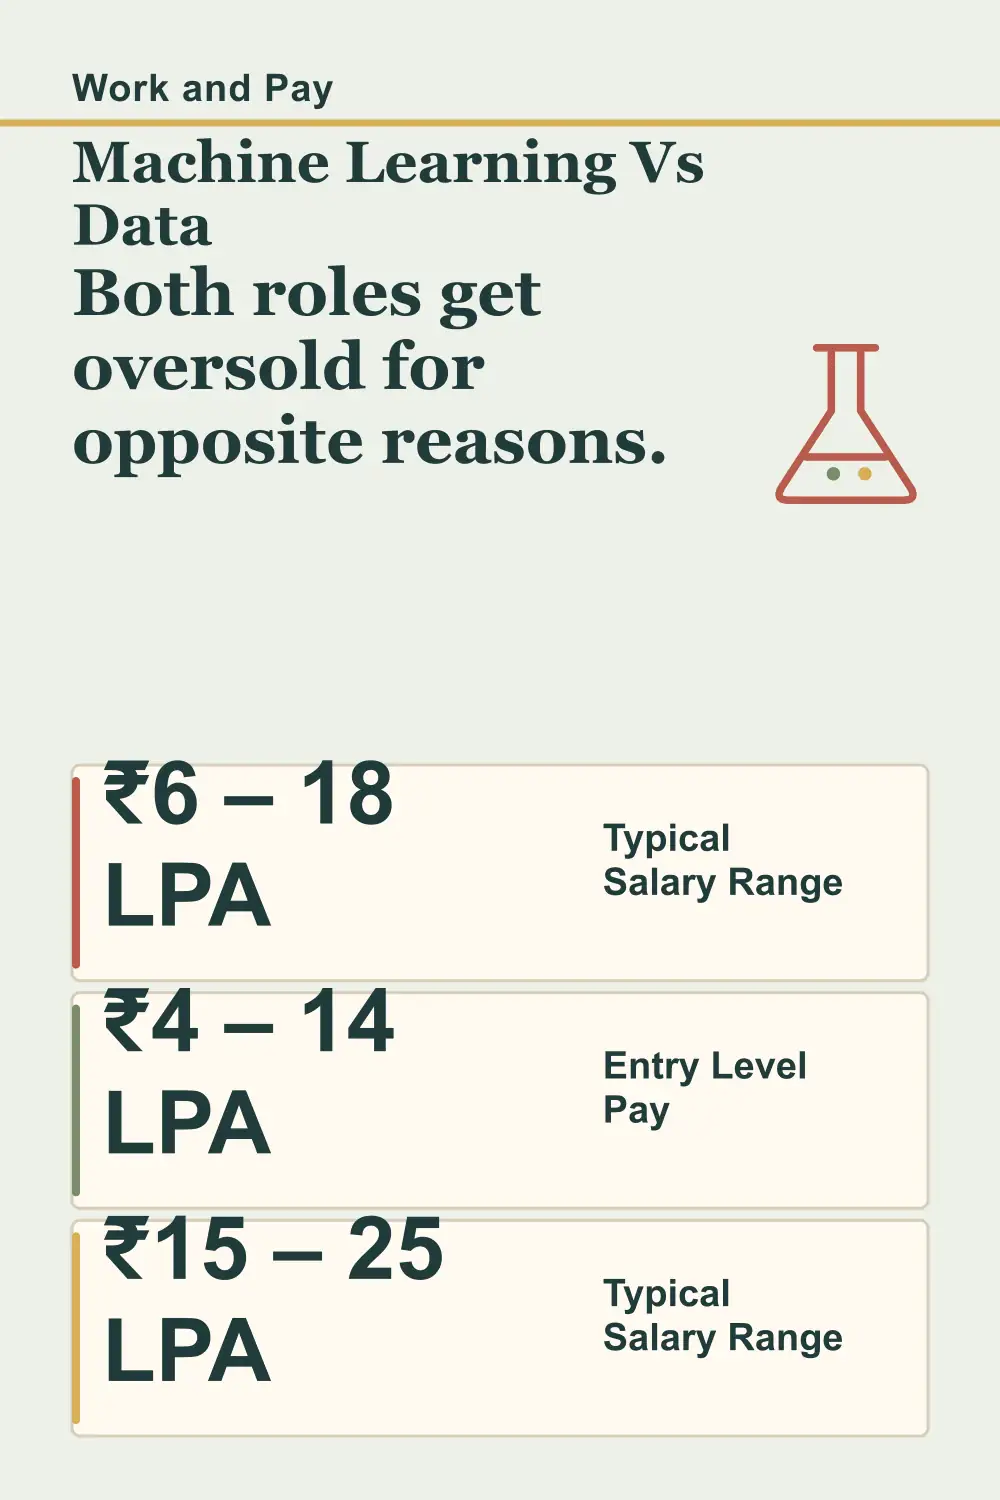 Work and Pay
Machine Learning Vs
Data
Both roles get
oversold for
opposite reasons.
₹6 – 18
LPA
Typical
Salary Range
₹4 – 14
LPA
Entry Level
Pay
₹15 – 25
LPA
Typical
Salary Range